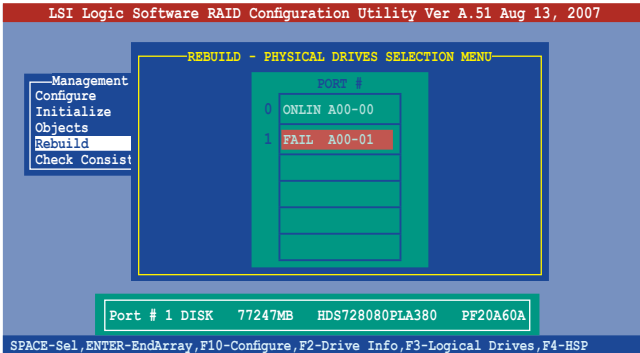 LSI Logic Software RAID Configuration Utility Ver A.51 Aug 13, 2007
REBUILD - PHYSICAL DRIVES SELECTION MENU
Management
Configure
Initialize
Objects
Rebuild
Check Consist
PORT #
0 ONLIN A00-00
1 FAIL A00-01
Port # 1 DISK 77247MB HDS728080PLA380 PF20A60A
SPACE-Sel,ENTER-EndArray,F10-Configure,F2-Drive Info,F3-Logical Drives,F4-HSP